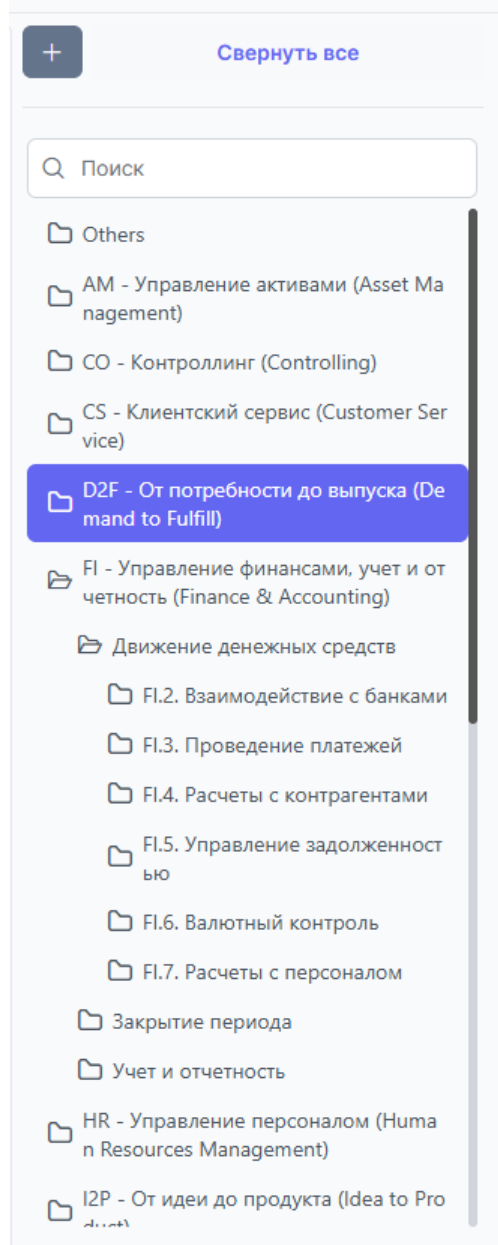 +
Свернуть все
Поиск
Others
AM - Управление активами (Asset Ma
nagement)
CO - Контроллинг (Controlling)
CS - Клиентский сервис (Customer Ser
vice)
D2F - От потребности до выпуска (De
mand to Fulfill)
FI - Управление финансами, учет и от
четность (Finance & Accounting)
Движение денежных средств
FI.2. Взаимодействие с банками
FI.3. Проведение платежей
FI.4. Расчеты с контрагентами
FI.5. Управление задолженност
ью
FI.6. Валютный контроль
FI.7. Расчеты с персоналом
Закрытие периода
Учет и отчетность
HR - Управление персоналом (Huma
n Resources Management)
I2P - От идеи до продукта (Idea to Pro
duct)